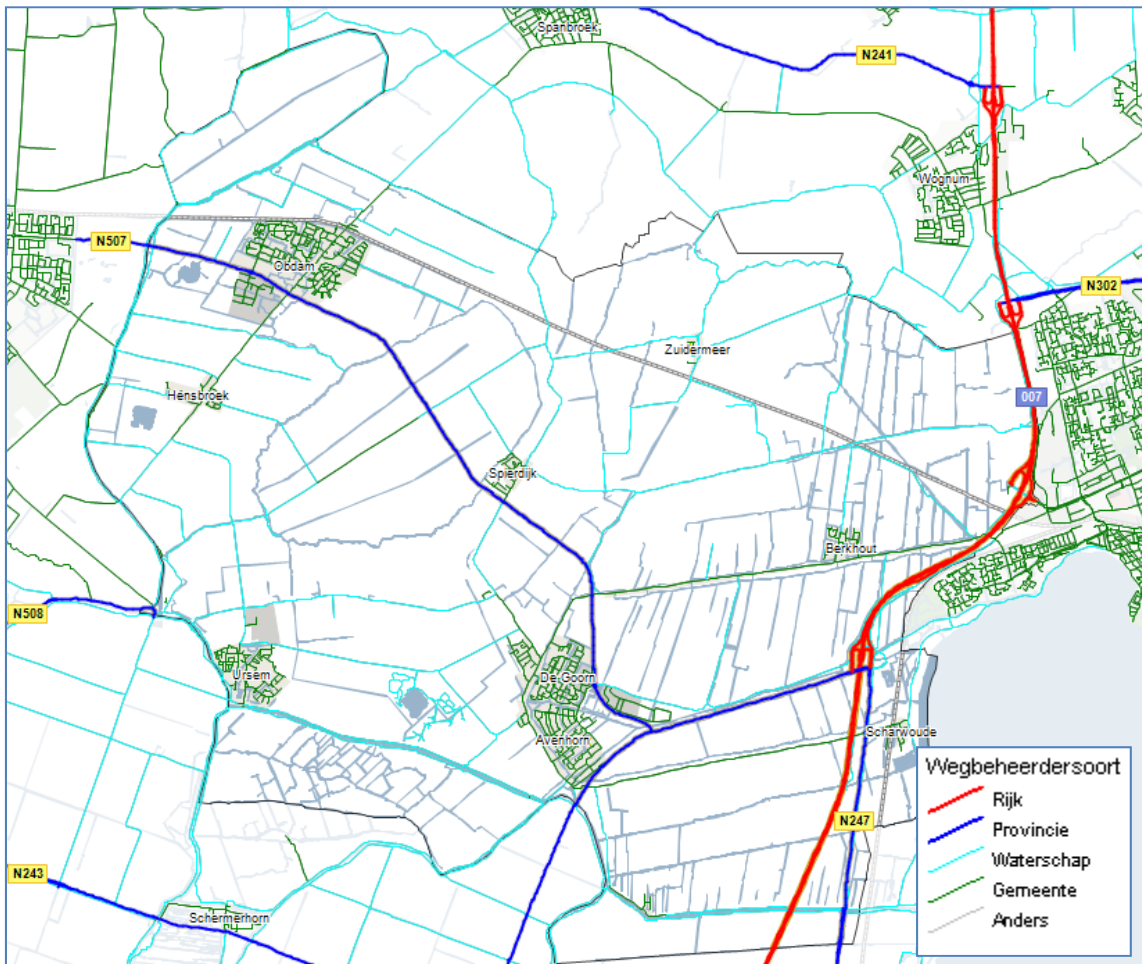 Spanbroek
N241
Wognum
N507
Obdam
N302
Zuidermeer
Hensbroek
007
Spierdijk
Berkhout
N508
Ursem
De Goorn
Avenhorn
Scharwoude
N247
N243
Schermerhorn
Wegbeheerdersoort
Rijk
Provincie
Waterschap
Gemeente
Anders